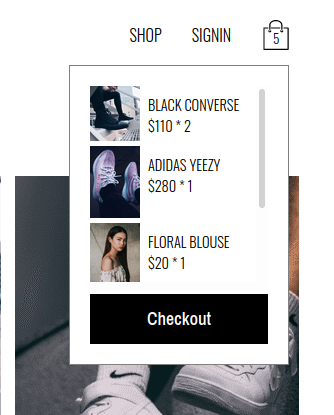 SHOP SIGNIN 5
BLACK CONVERSE
$110 * 2
ADIDAS YEEZY
$280 * 1
FLORAL BLOUSE
$20 * 1
Checkout